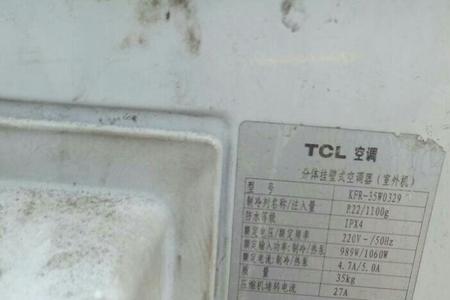 TCL 空调
分体挂壁式空调器（室外机）
型号 KFR-35W0329
制冷剂名称/注入量 R22/1100g
防水等级 IPX4
额定电压/额定频率 220V～/50Hz
额定输入功率:制冷/热泵 989W/1060W
额定电流:制冷/热泵 4.7A/5.0A
质量 35kg
压缩机堵转电流 27A